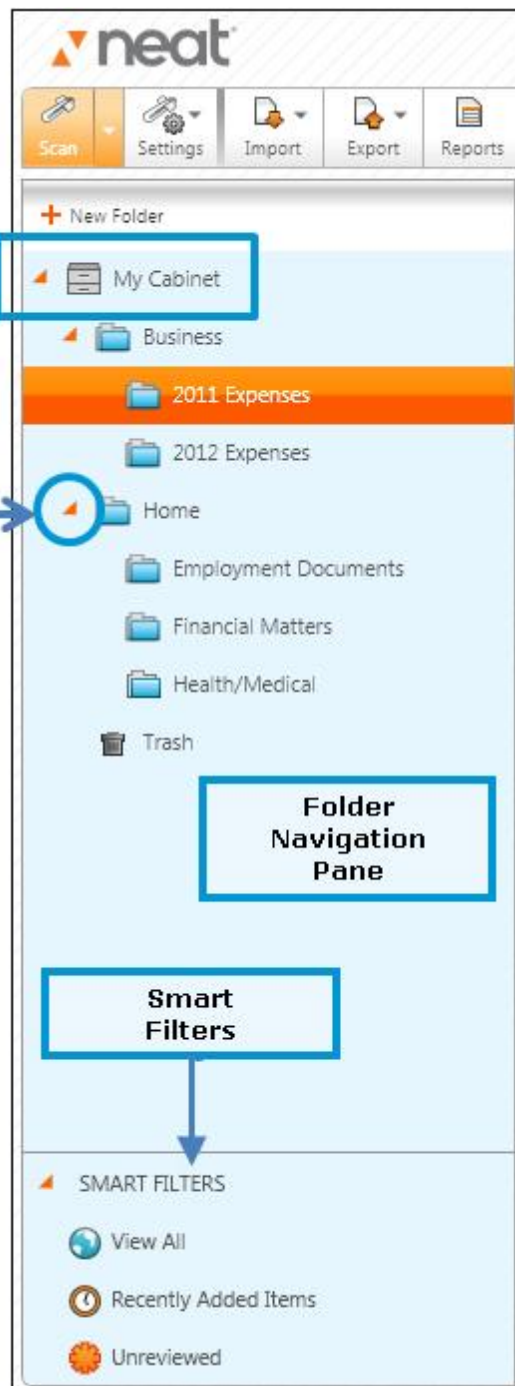 neat
Scan Settings Import Export Reports
+ New Folder
My Cabinet
Business
2011 Expenses
2012 Expenses
Home
Employment Documents
Financial Matters
Health/Medical
Trash
Folder
Navigation
Pane
Smart
Filters
SMART FILTERS
View All
Recently Added Items
Unreviewed